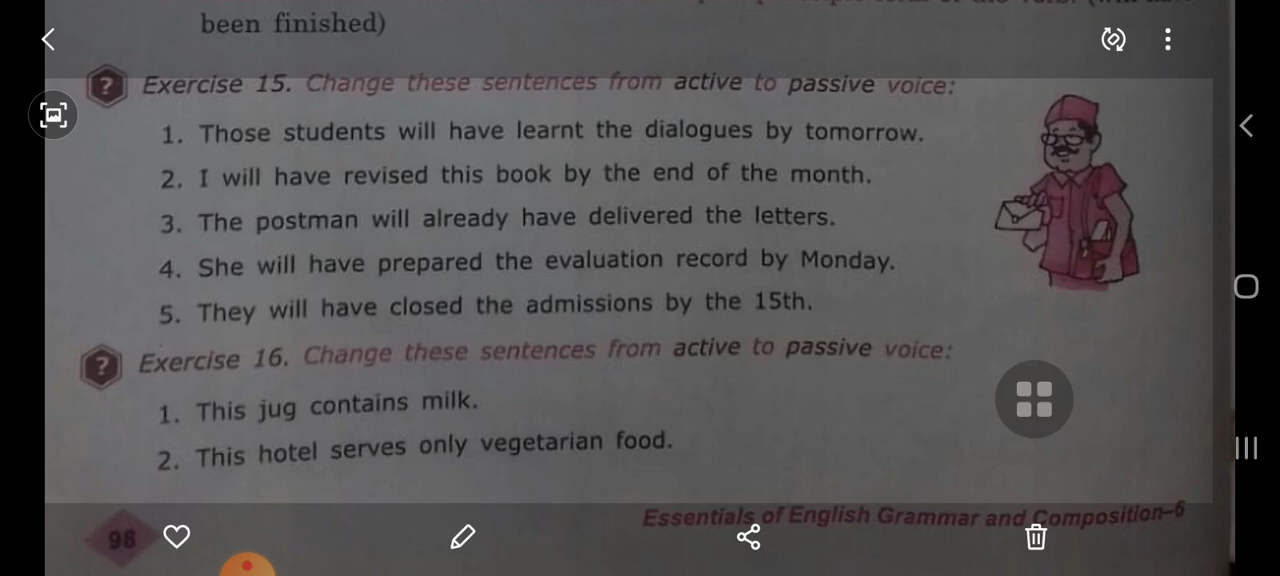 been finished)
Exercise 15. Change these sentences from active to passive voice:
1. Those students will have learnt the dialogues by tomorrow.
2. I will have revised this book by the end of the month.
3. The postman will already have delivered the letters.
4. She will have prepared the evaluation record by Monday.
5. They will have closed the admissions by the 15th.
Exercise 16. Change these sentences from active to passive voice:
1. This jug contains milk.
2. This hotel serves only vegetarian food.
Essentials of English Grammar and Composition–6
98